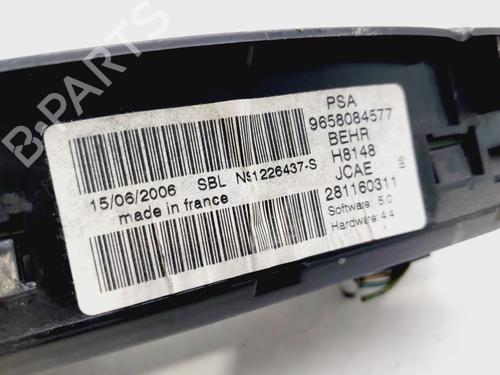 PSA
9658084577
BEHR
H8148
JCAE
281160311
Software: 5.0
Hardware: 4.4
15/06/2006 SBL N51226437-S
made in france
B-PARTS